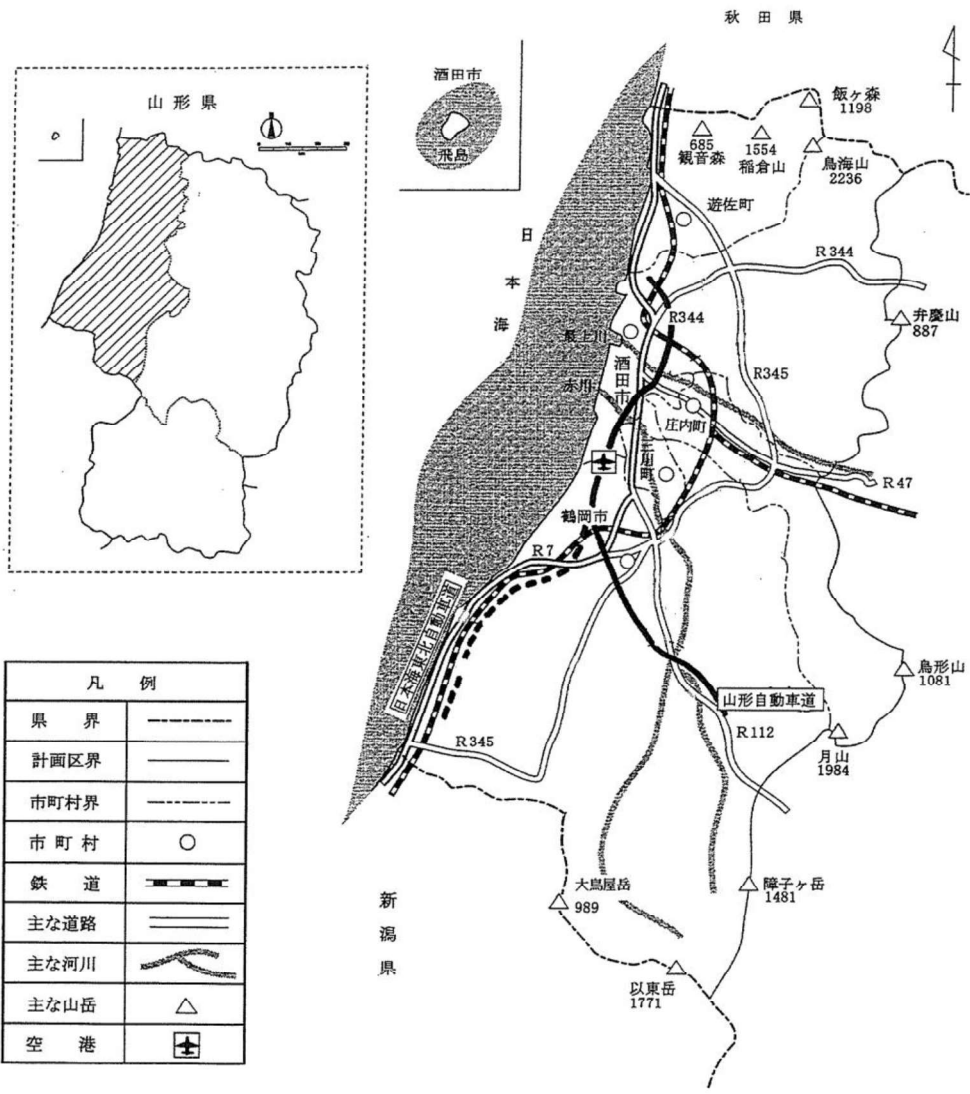 秋田県
山形県
酒田市
飛島
飯ヶ森
1198
685
観音森
1554
稲倉山
鳥海山
2236
遊佐町
日本海
R344
弁慶山
887
R344
最上川
酒田市
R345
赤川
庄内町
三川町
R47
鶴岡市
R7
日本海東北自動車道
鳥形山
1081
山形自動車道
R112
月山
1984
R345
大鳥屋岳
989
障子ヶ岳
1481
新潟県
以東岳
1771
凡例
県界
計画区界
市町村界
市町村
鉄道
主な道路
主な河川
主な山岳
空港